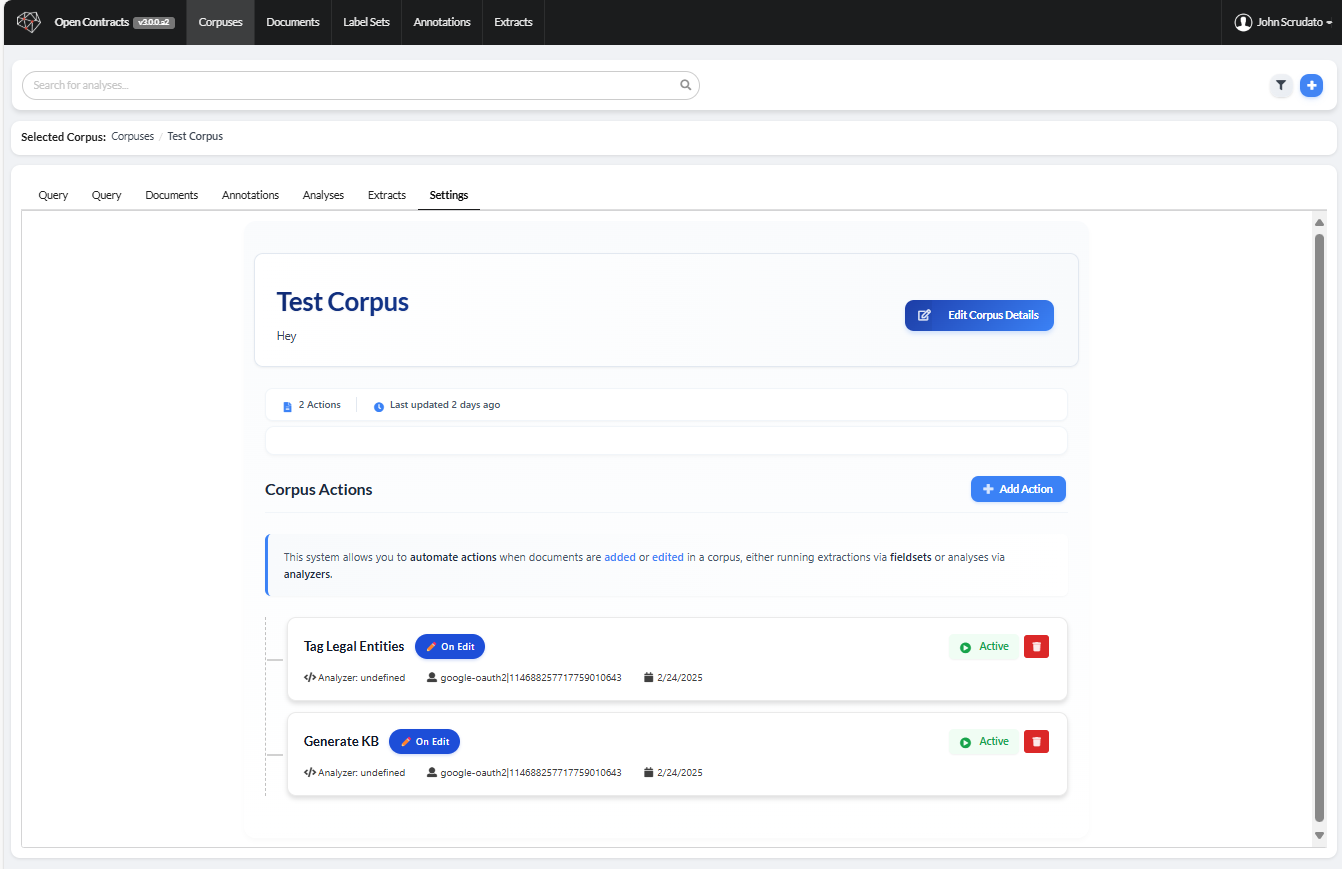 Open Contracts v3.0.0.a2 Corpuses Documents Label Sets Annotations Extracts John Scrudato
Search for analyses...
Selected Corpus: Corpuses / Test Corpus
Query Query Documents Annotations Analyses Extracts Settings
Test Corpus
Hey
Edit Corpus Details
2 Actions Last updated 2 days ago
Corpus Actions
Add Action
This system allows you to automate actions when documents are added or edited in a corpus, either running extractions via fieldsets or analyses via
analyzers.
Tag Legal Entities On Edit Active
Analyzer: undefined google-oauth2|114688257717759010643 2/24/2025
Generate KB On Edit Active
Analyzer: undefined google-oauth2|114688257717759010643 2/24/2025